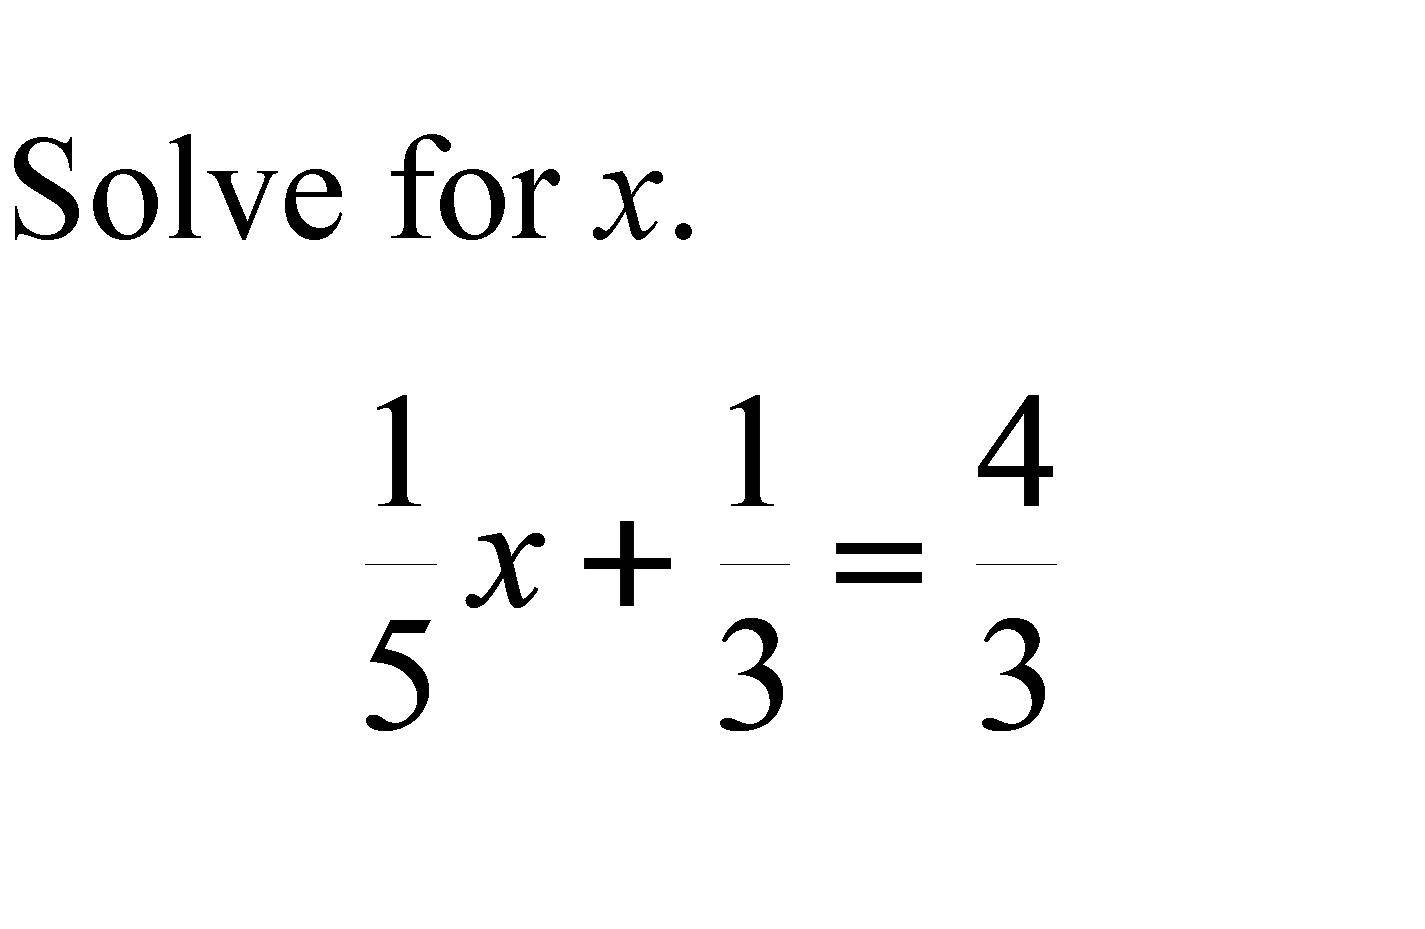 Solve for x.
1/5 x + 1/3 = 4/3